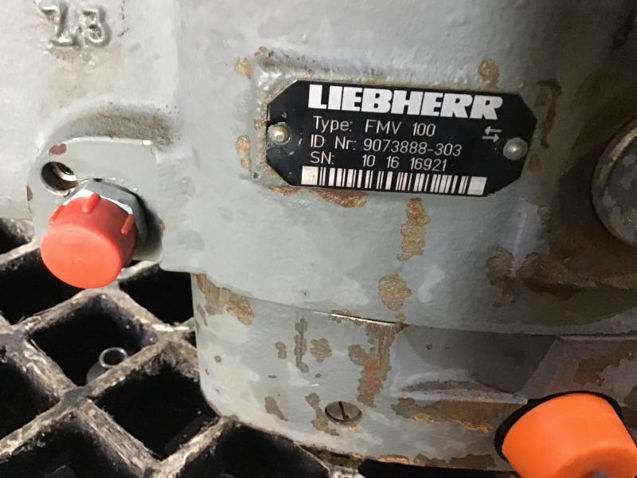 23
LIEBHERR
Type: FMV 100
ID Nr: 9073888-303
SN: 10 16 16921